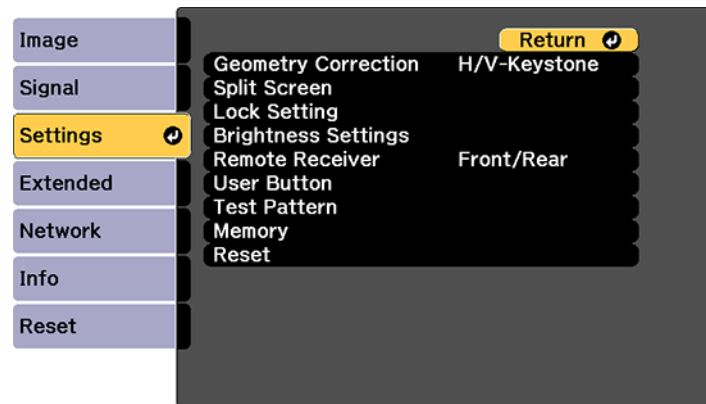 Image
Signal
Settings
Extended
Network
Info
Reset
Return
Geometry Correction H/V-Keystone
Split Screen
Lock Setting
Brightness Settings
Remote Receiver Front/Rear
User Button
Test Pattern
Memory
Reset